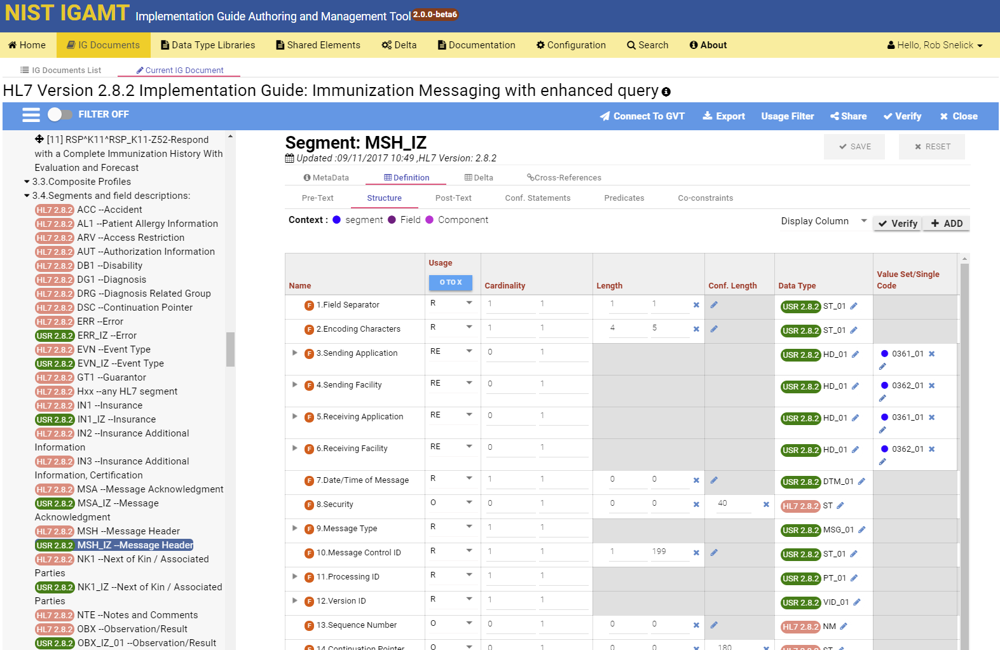 NIST IGAMT Implementation Guide Authoring and Management Tool 2.0.0-beta6
Home IG Documents Data Type Libraries Shared Elements Delta Documentation Configuration Search About Hello, Rob Snelick
IG Documents List Current IG Document
HL7 Version 2.8.2 Implementation Guide: Immunization Messaging with enhanced query
FILTER OFF Connect To GVT Export Usage Filter Share Verify Close
[11] RSP^K11^RSP_K11-Z52-Respond
with a Complete Immunization History With
Evaluation and Forecast
3.3.Composite Profiles
3.4.Segments and field descriptions:
HL7 2.8.2 ACC --Accident
HL7 2.8.2 AL1 --Patient Allergy Information
HL7 2.8.2 ARV --Access Restriction
HL7 2.8.2 AUT --Authorization Information
HL7 2.8.2 DB1 --Disability
HL7 2.8.2 DG1 --Diagnosis
HL7 2.8.2 DRG --Diagnosis Related Group
HL7 2.8.2 DSC --Continuation Pointer
HL7 2.8.2 ERR --Error
USR 2.8.2 ERR_IZ --Error
HL7 2.8.2 EVN --Event Type
USR 2.8.2 EVN_IZ --Event Type
HL7 2.8.2 GT1 --Guarantor
HL7 2.8.2 Hxx --any HL7 segment
HL7 2.8.2 IN1 --Insurance
USR 2.8.2 IN1_IZ --Insurance
HL7 2.8.2 IN2 --Insurance Additional
Information
HL7 2.8.2 IN3 --Insurance Additional
Information, Certification
HL7 2.8.2 MSA --Message Acknowledgment
USR 2.8.2 MSA_IZ --Message
Acknowledgment
HL7 2.8.2 MSH --Message Header
USR 2.8.2 MSH_IZ --Message Header
HL7 2.8.2 NK1 --Next of Kin / Associated
Parties
USR 2.8.2 NK1_IZ --Next of Kin / Associated
Parties
HL7 2.8.2 NTE --Notes and Comments
HL7 2.8.2 OBX --Observation/Result
USR 2.8.2 OBX_IZ_01 --Observation/Result
Segment: MSH_IZ
SAVE RESET
Updated :09/11/2017 10:49 ,HL7 Version: 2.8.2
MetaData Definition Delta Cross-References
Pre-Text Structure Post-Text Conf. Statements Predicates Co-constraints
Context : segment Field Component
Display Column Verify ADD
Name Usage O TO X Cardinality Length Conf. Length Data Type Value Set/Single Code
F 1.Field Separator R 1 1 1 1 USR 2.8.2 ST_01
F 2.Encoding Characters R 1 1 4 5 USR 2.8.2 ST_01
F 3.Sending Application RE 0 1 USR 2.8.2 HD_01 0361_01
F 4.Sending Facility RE 0 1 USR 2.8.2 HD_01 0362_01
F 5.Receiving Application RE 0 1 USR 2.8.2 HD_01 0361_01
F 6.Receiving Facility RE 0 1 USR 2.8.2 HD_01 0362_01
F 7.Date/Time of Message R 1 1 0 0 USR 2.8.2 DTM_01
F 8.Security O 0 1 0 0 40 HL7 2.8.2 ST
F 9.Message Type R 1 1 USR 2.8.2 MSG_01
F 10.Message Control ID R 1 1 1 199 USR 2.8.2 ST_01
F 11.Processing ID R 1 1 USR 2.8.2 PT_01
F 12.Version ID R 1 1 USR 2.8.2 VID_01
F 13.Sequence Number O 0 1 0 0 HL7 2.8.2 NM
F 14.Continuation Pointer O 0 1 0 0 180 HL7 2.8.2 ST